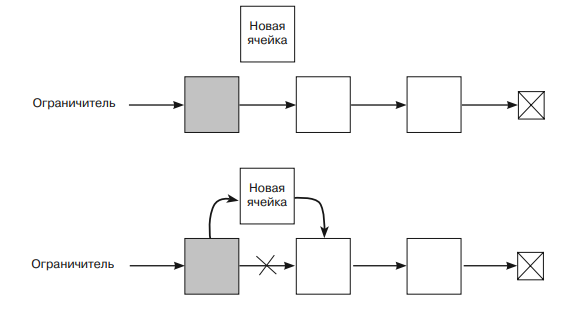 Новая
ячейка
Ограничитель
Новая
ячейка
Ограничитель